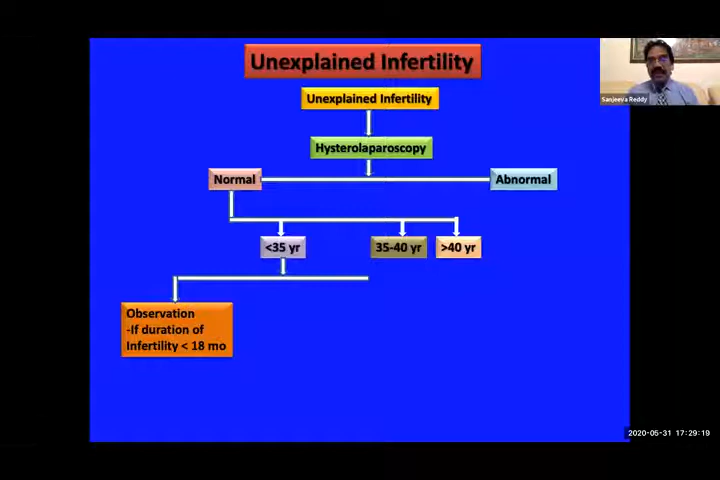 Unexplained Infertility
Sanjeeva Reddy
Unexplained Infertility
Hysterolaparoscopy
Normal
Abnormal
<35 yr
35-40 yr
>40 yr
Observation
-If duration of
Infertility < 18 mo
2020-05-31 17:29:19